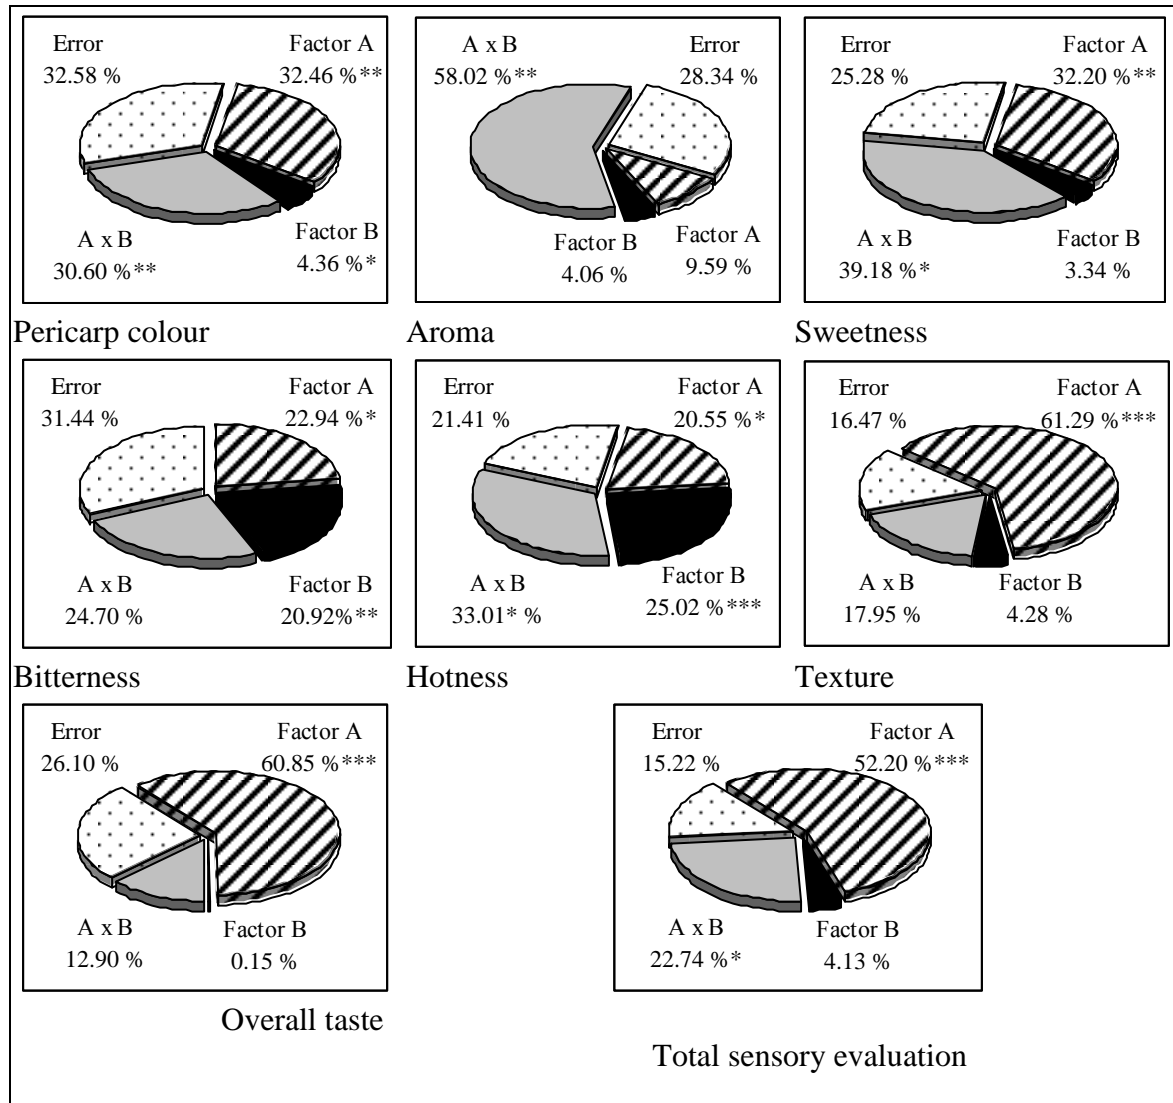 Error
32.58 %
Factor A
32.46 %**
A x B
30.60 %**
Factor B
4.36 %*
Pericarp colour
A x B
58.02 %**
Error
28.34 %
Factor B
4.06 %
Factor A
9.59 %
Aroma
Error
25.28 %
Factor A
32.20 %**
A x B
39.18 %*
Factor B
3.34 %
Sweetness
Error
31.44 %
Factor A
22.94 %*
A x B
24.70 %
Factor B
20.92%**
Bitterness
Error
21.41 %
Factor A
20.55 %*
A x B
33.01* %
Factor B
25.02 %***
Hotness
Error
16.47 %
Factor A
61.29 %***
A x B
17.95 %
Factor B
4.28 %
Texture
Error
26.10 %
Factor A
60.85 %***
A x B
12.90 %
Factor B
0.15 %
Overall taste
Error
15.22 %
Factor A
52.20 %***
A x B
22.74 %*
Factor B
4.13 %
Total sensory evaluation